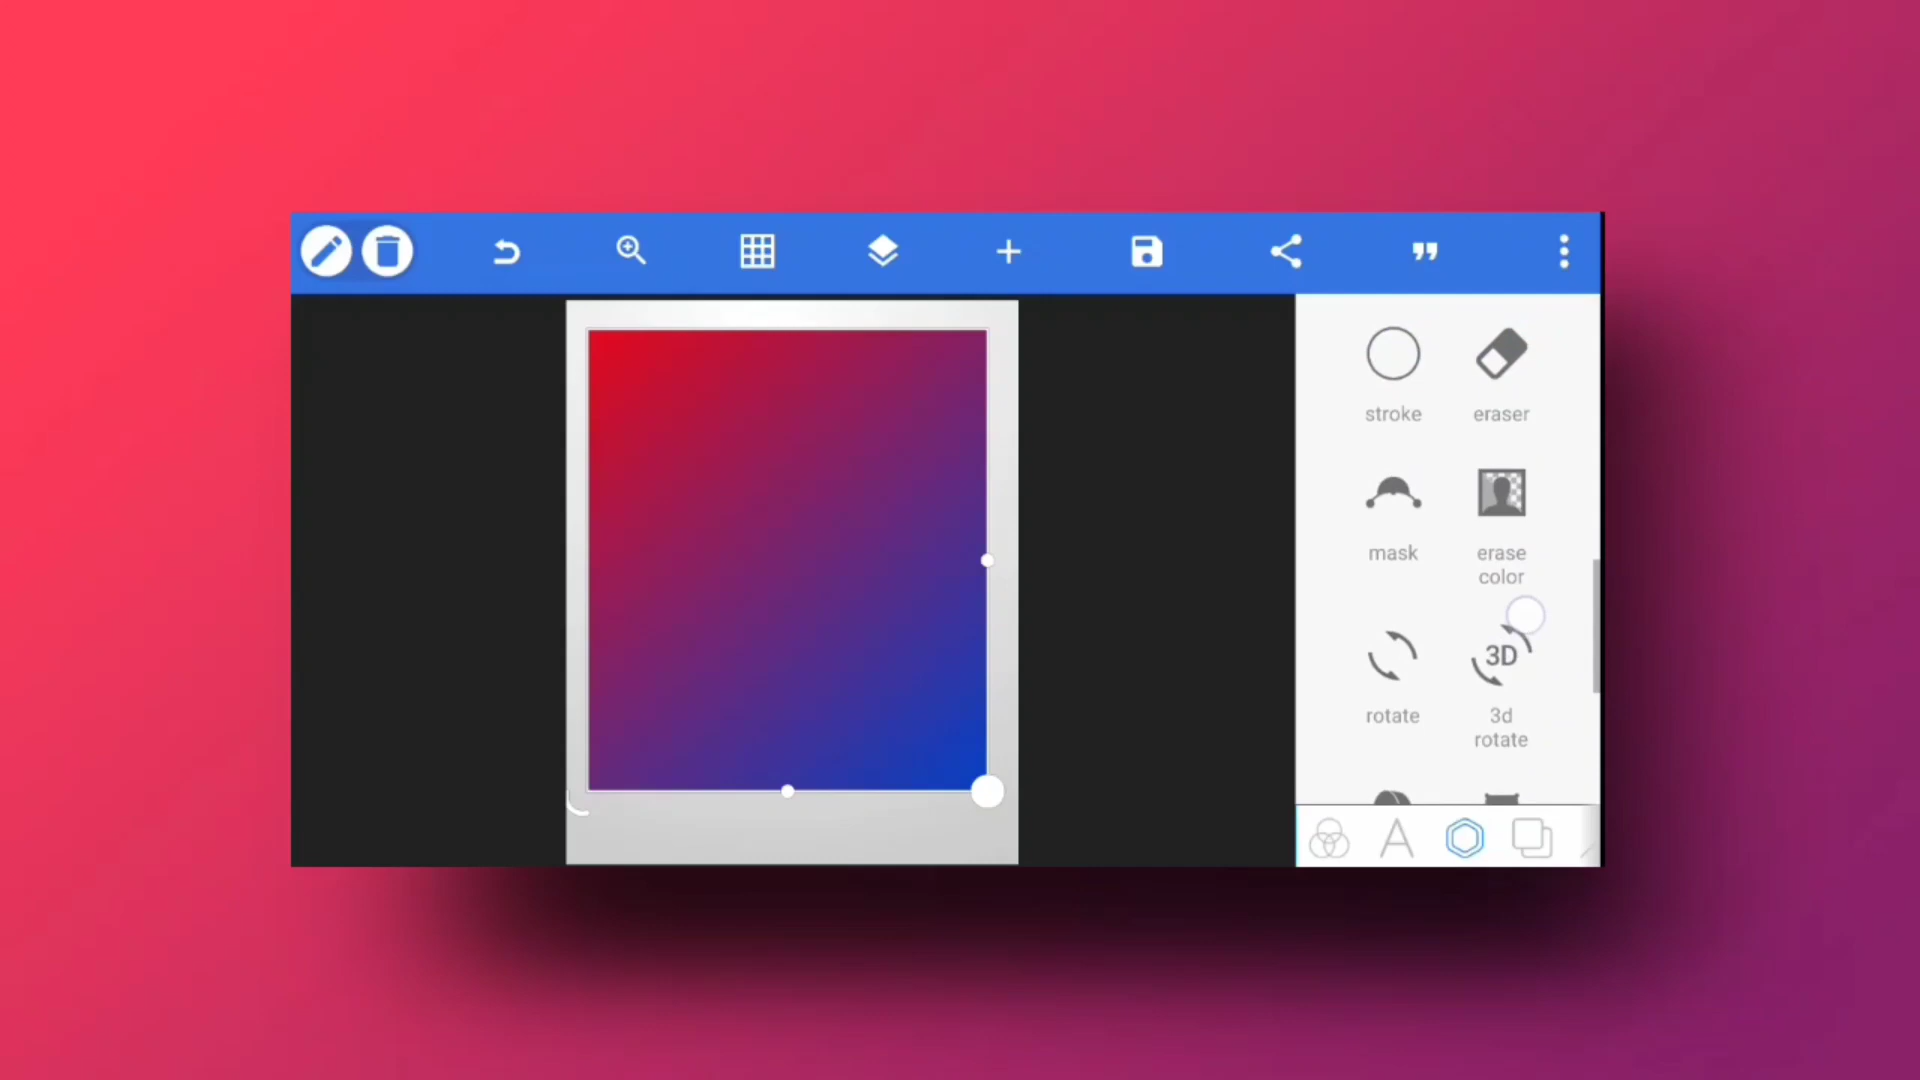 stroke
eraser
mask
erase
color
rotate
3D
3d
rotate